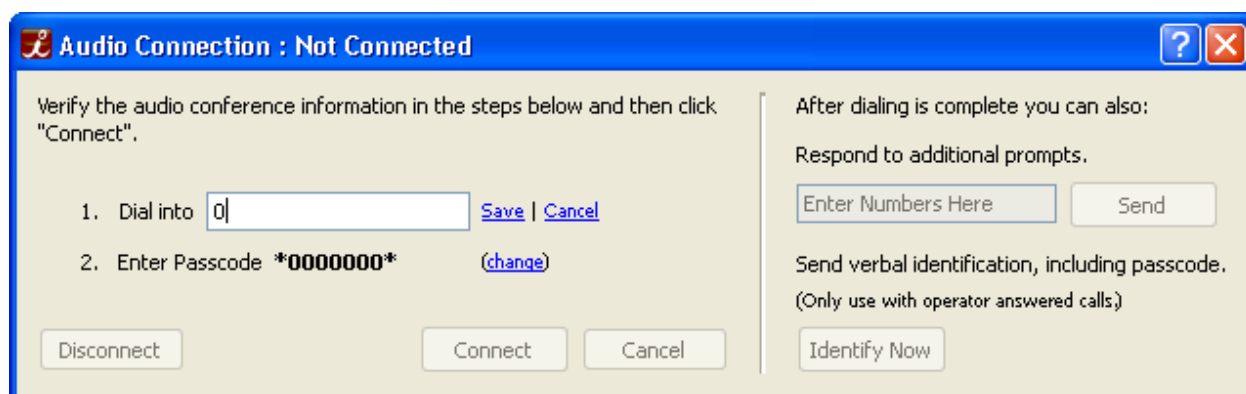 Audio Connection : Not Connected
Verify the audio conference information in the steps below and then click
"Connect".
1. Dial into 0 Save | Cancel
2. Enter Passcode *0000000* (change)
Disconnect Connect Cancel
After dialing is complete you can also:
Respond to additional prompts.
Enter Numbers Here Send
Send verbal identification, including passcode.
(Only use with operator answered calls.)
Identify Now